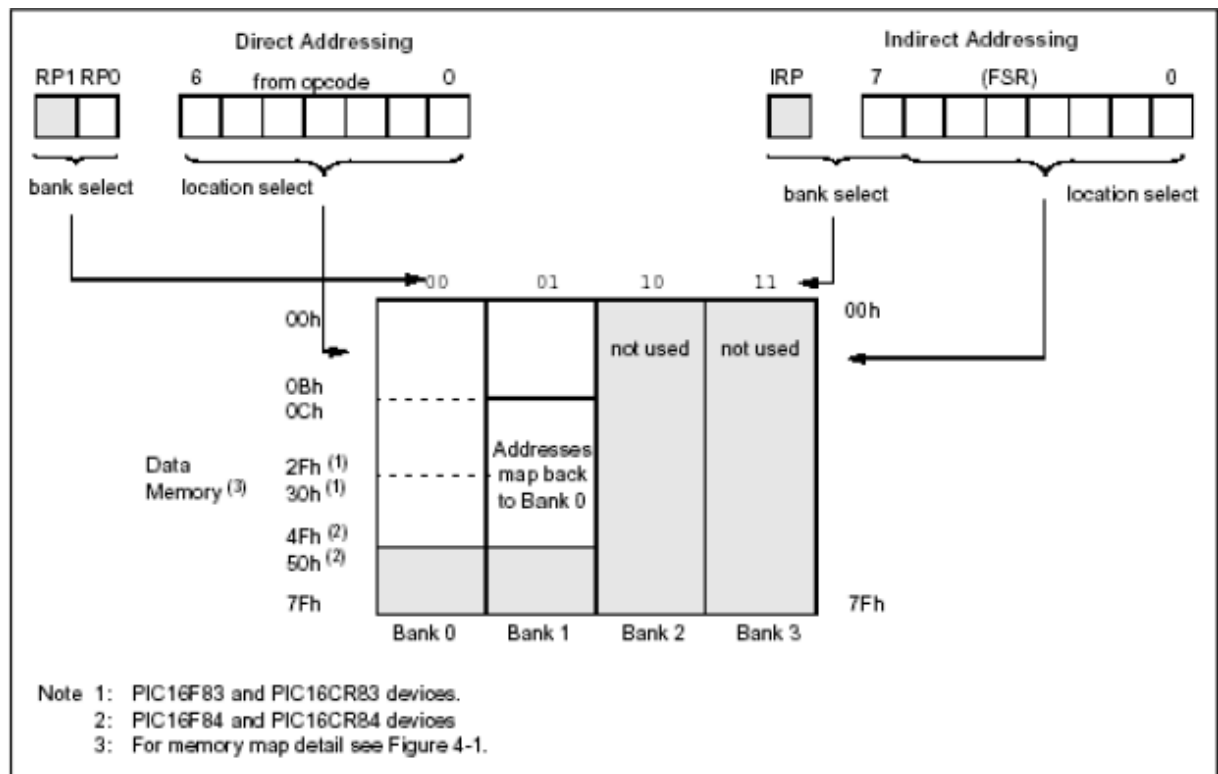 Direct Addressing
Indirect Addressing
RP1 RP0 6 from opcode 0
IRP 7 (FSR) 0
bank select location select
bank select location select
00 01 10 11
00h 00h
not used not used
0Bh
0Ch
Addresses
map back
to Bank 0
Data
Memory (3)
2Fh (1)
30h (1)
4Fh (2)
50h (2)
7Fh 7Fh
Bank 0 Bank 1 Bank 2 Bank 3
Note 1: PIC16F83 and PIC16CR83 devices.
2: PIC16F84 and PIC16CR84 devices
3: For memory map detail see Figure 4-1.